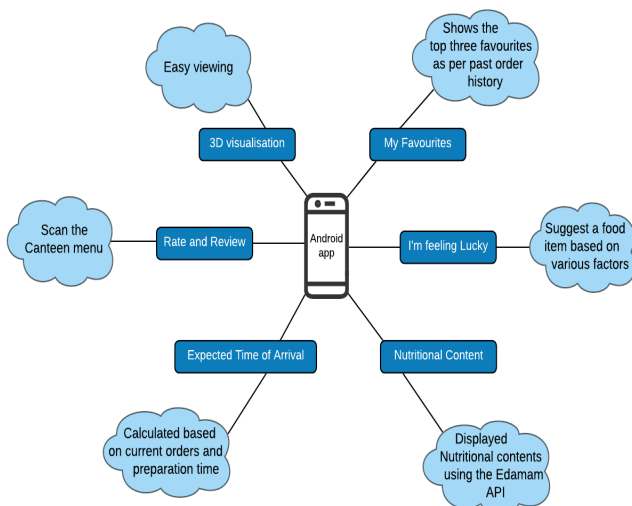 Shows the
top three favourites
as per past order
history
Easy viewing
3D visualisation
My Favourites
Scan the
Canteen menu
Rate and Review
Android
app
I'm feeling Lucky
Suggest a food
item based on
various factors
Expected Time of Arrival
Nutritional Content
Calculated based
on current orders and
preparation time
Displayed
Nutritional contents
using the Edamam
API